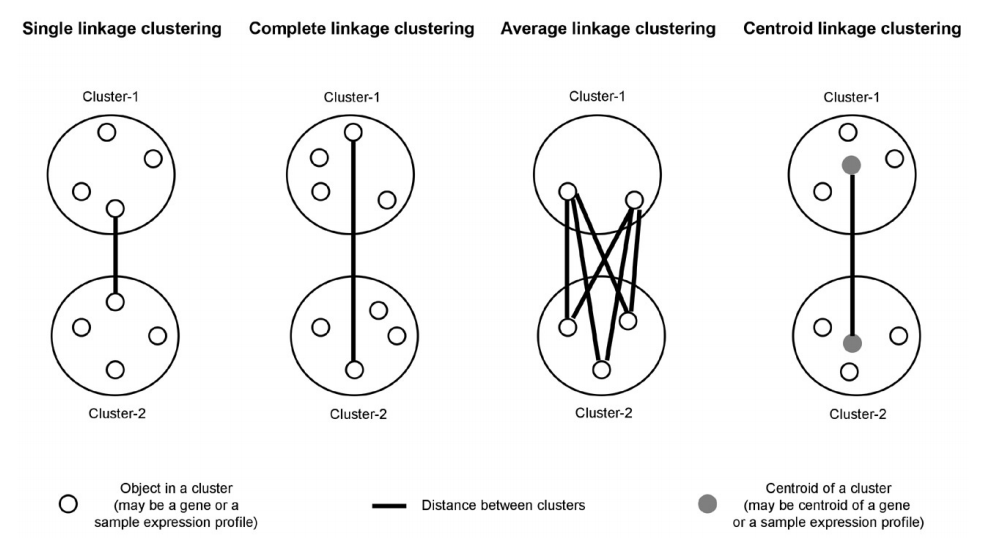 Single linkage clustering
Complete linkage clustering
Average linkage clustering
Centroid linkage clustering
Cluster-1
Cluster-1
Cluster-1
Cluster-1
Cluster-2
Cluster-2
Cluster-2
Cluster-2
Object in a cluster
(may be a gene or a
sample expression profile)
Distance between clusters
Centroid of a cluster
(may be centroid of a gene
or a sample expression profile)